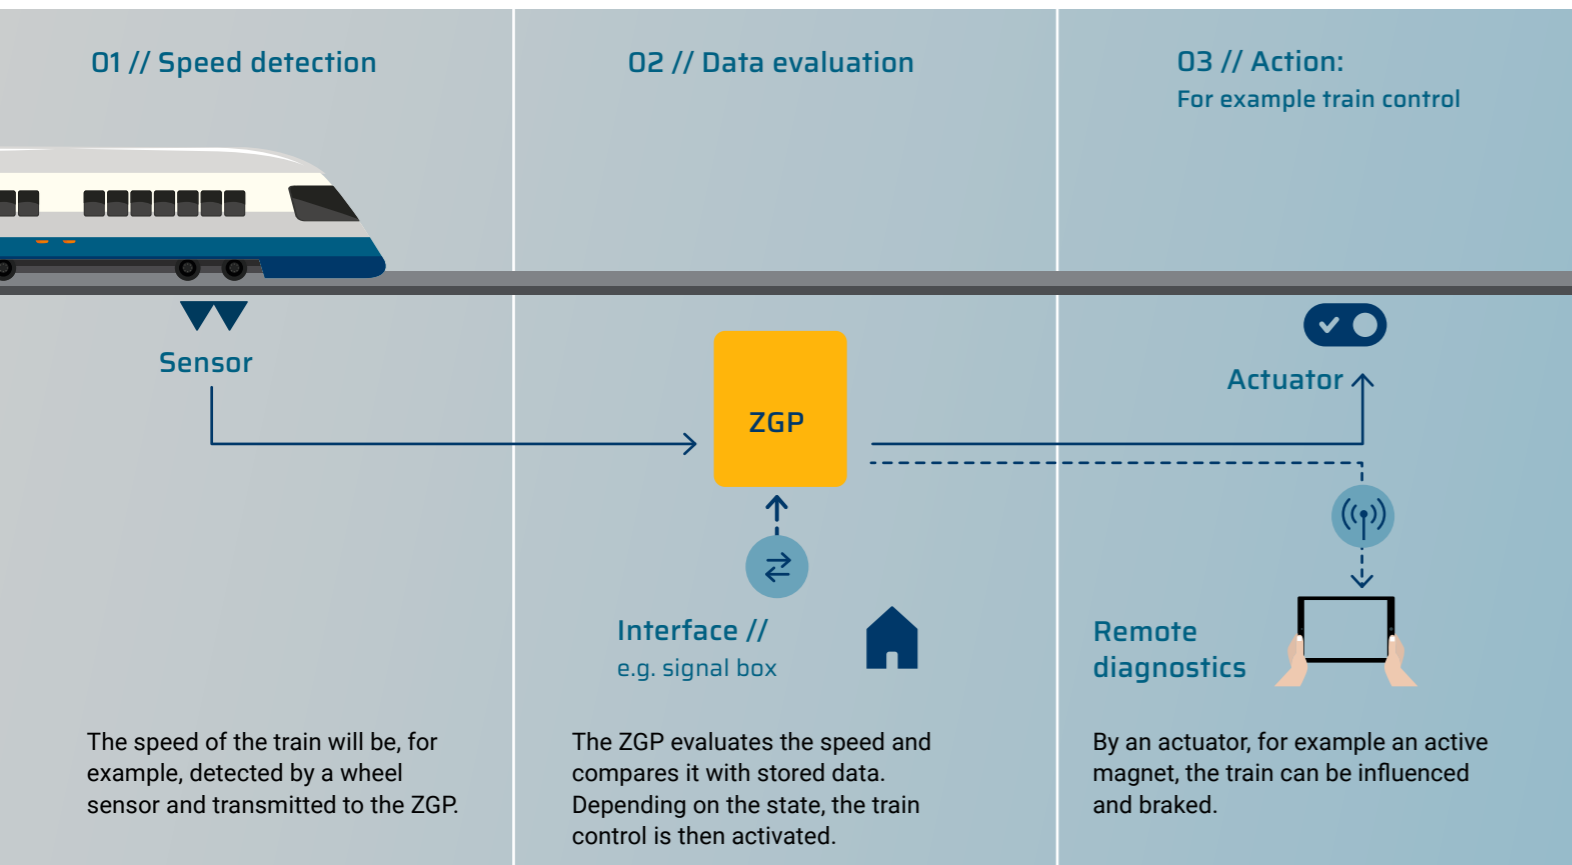 01 // Speed detection
02 // Data evaluation
03 // Action:
For example train control
Sensor
ZGP
Actuator
Interface //
e.g. signal box
Remote
diagnostics
The speed of the train will be, for
example, detected by a wheel
sensor and transmitted to the ZGP.
The ZGP evaluates the speed and
compares it with stored data.
Depending on the state, the train
control is then activated.
By an actuator, for example an active
magnet, the train can be influenced
and braked.